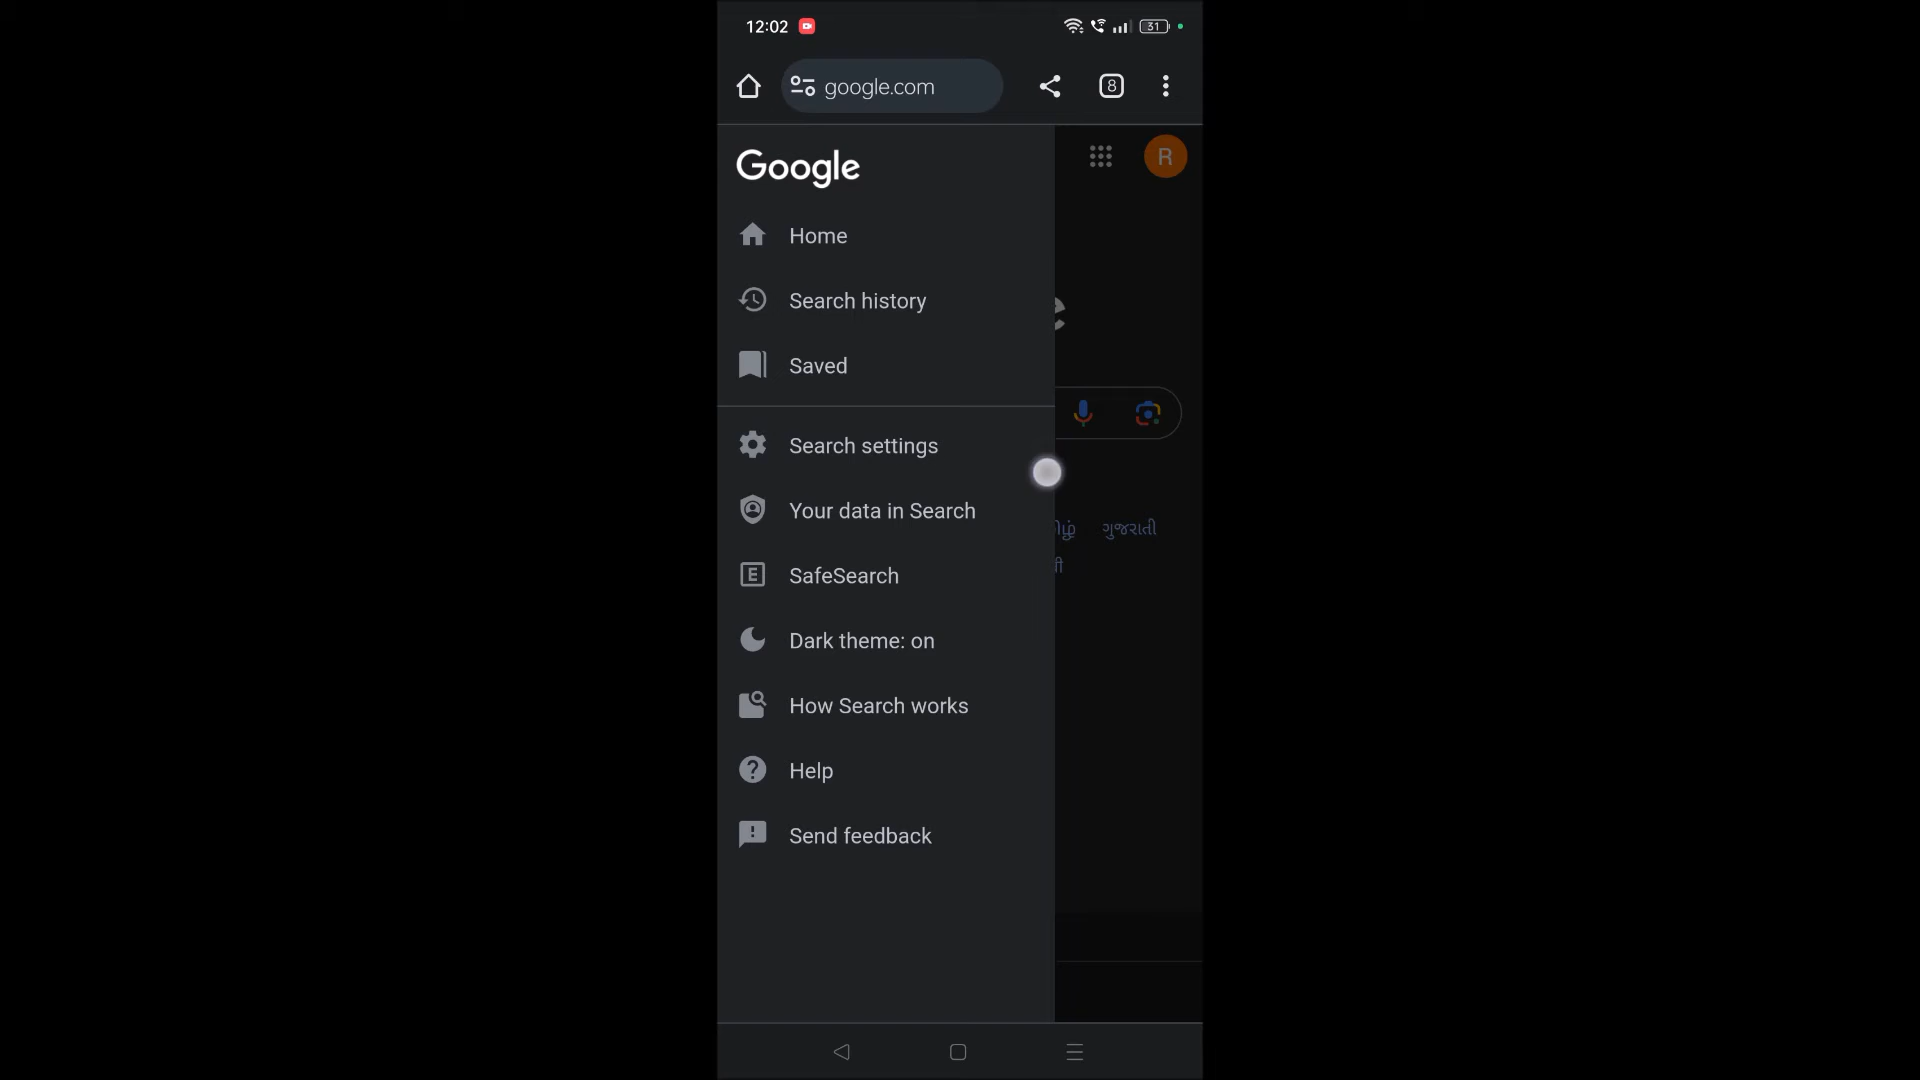 12:02
31
google.com
8
Google
R
Home
Search history
Saved
Search settings
Your data in Search
ગુજરાતી
E SafeSearch
Dark theme: on
How Search works
Help
Send feedback